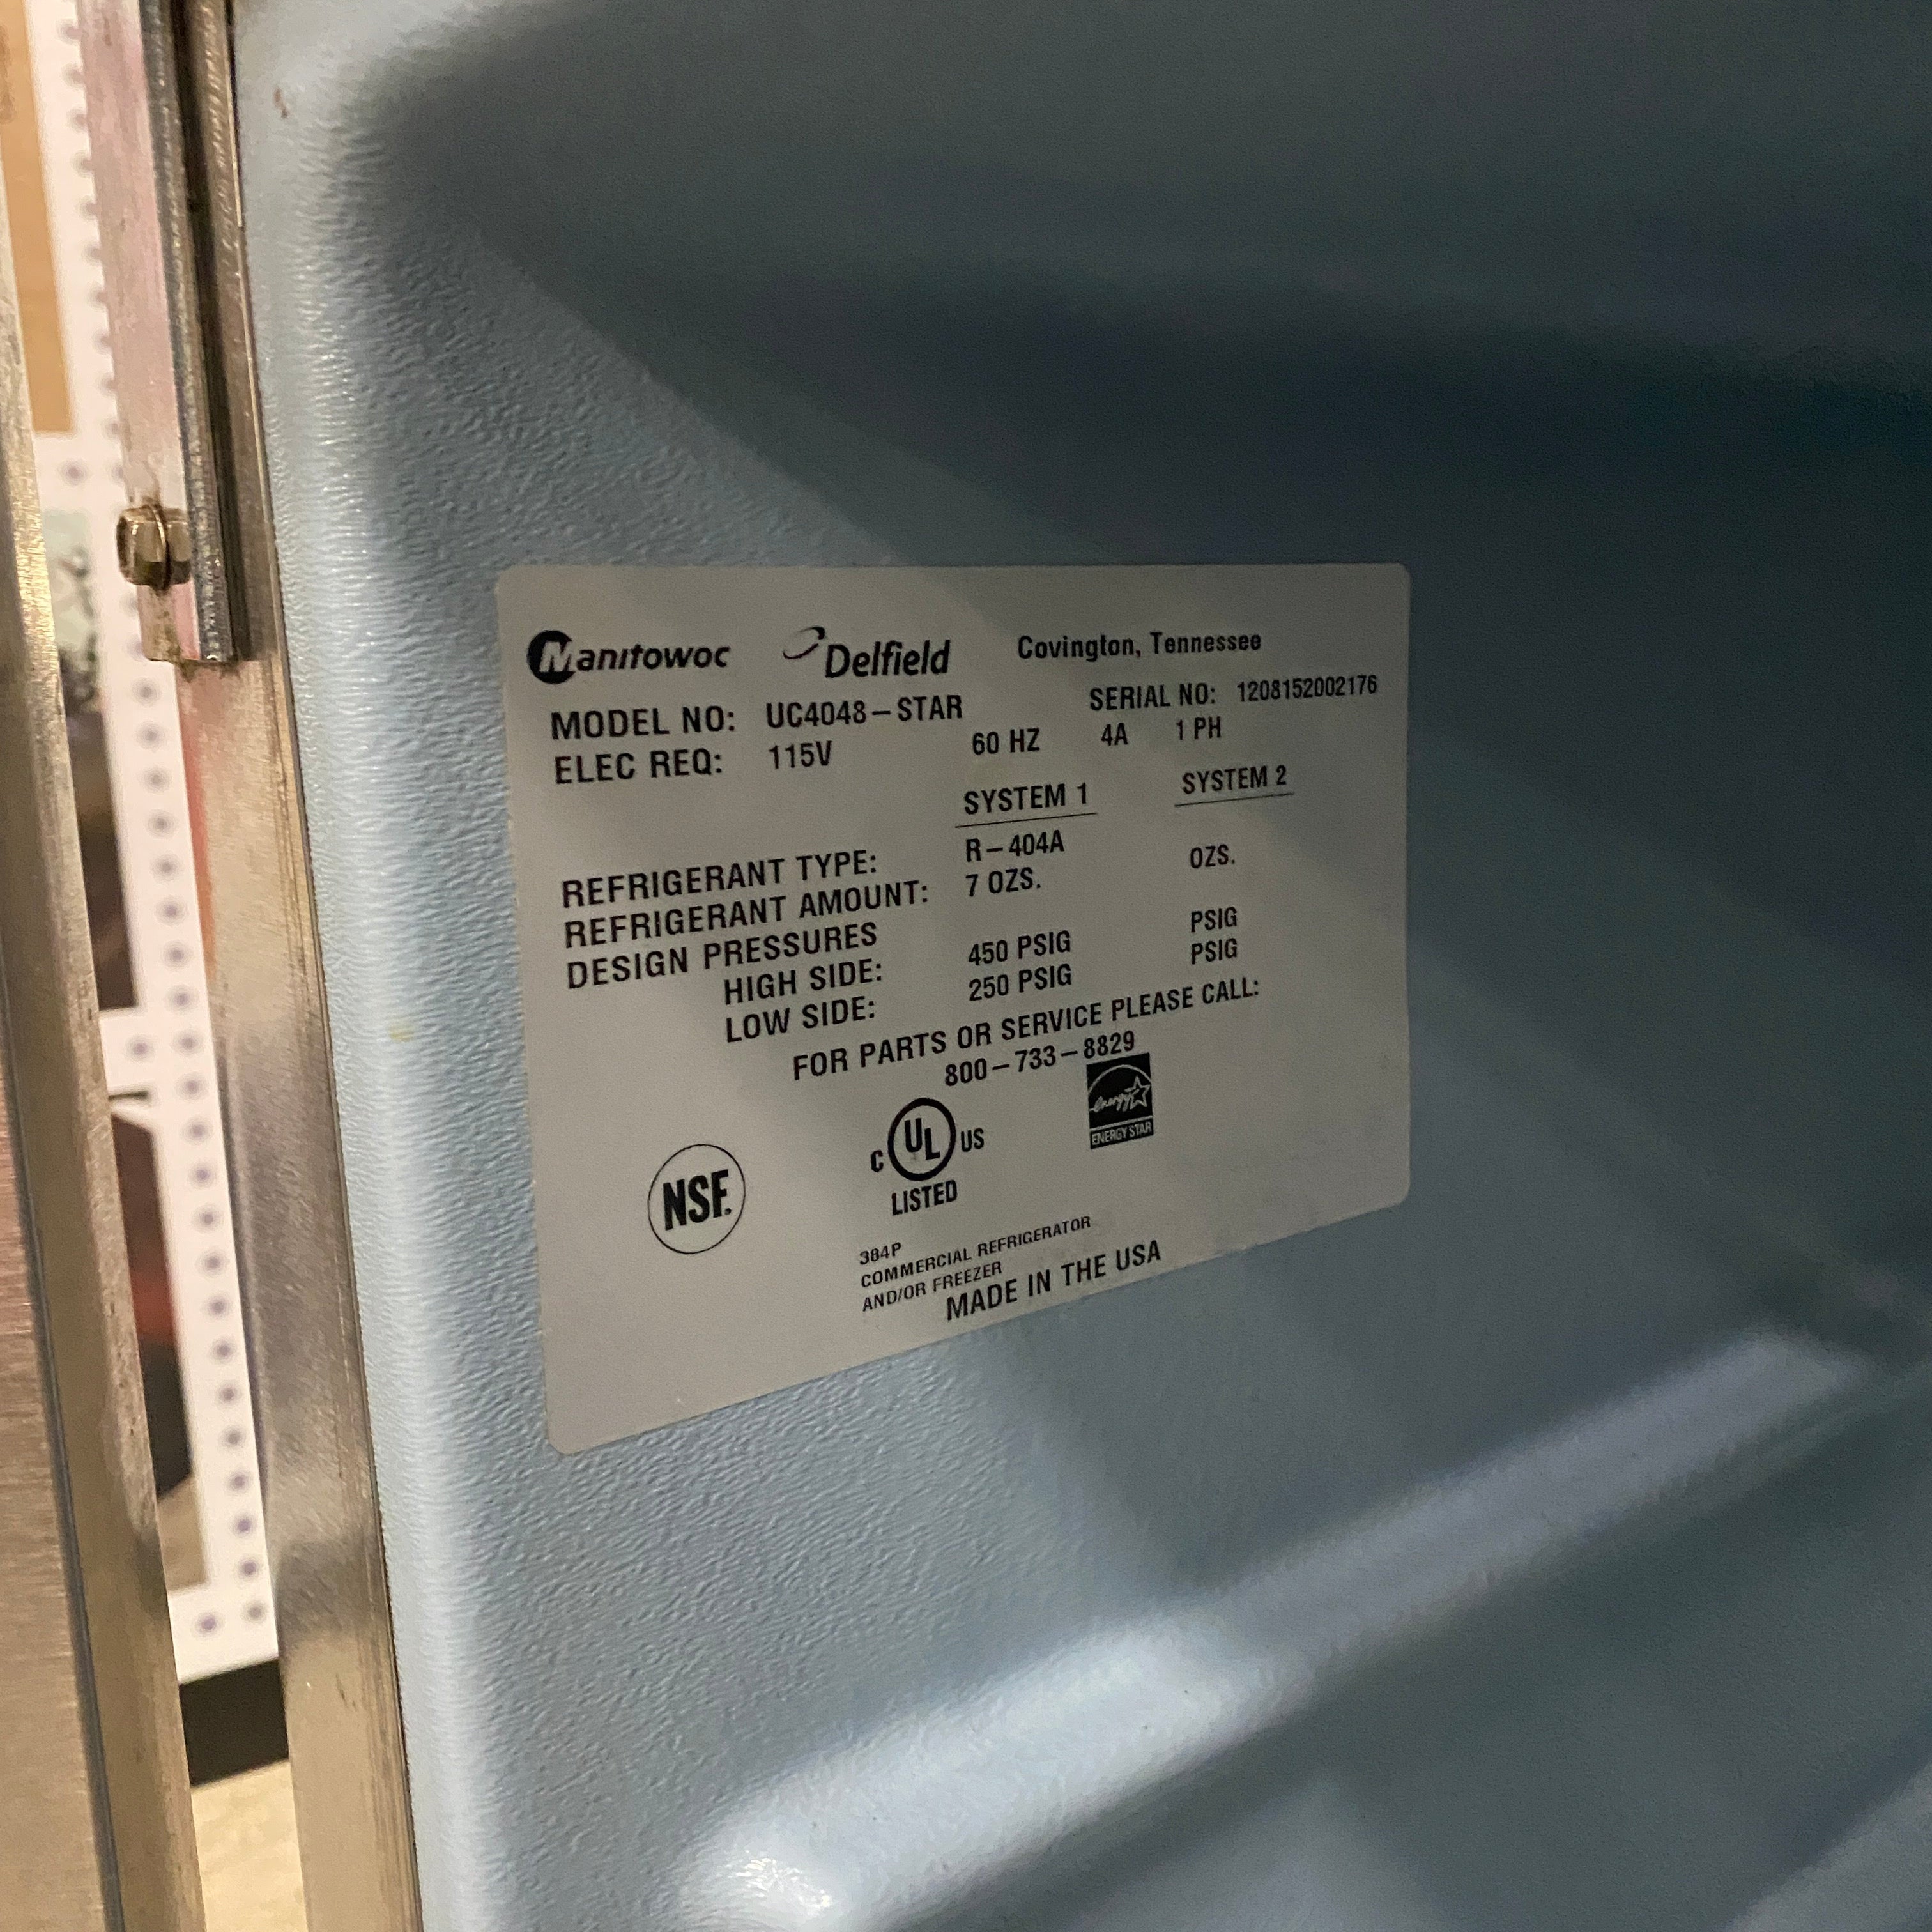 Manitowoc Delfield Covington, Tennessee
MODEL NO: UC4048-STAR SERIAL NO: 1208152002176
ELEC REQ: 115V 60 HZ 4A 1 PH
SYSTEM 1 SYSTEM 2
REFRIGERANT TYPE: R-404A
REFRIGERANT AMOUNT: 7 OZS. OZS.
DESIGN PRESSURES
HIGH SIDE: 450 PSIG PSIG
LOW SIDE: 250 PSIG PSIG
FOR PARTS OR SERVICE PLEASE CALL:
800-733-8829
energy
ENERGY STAR
NSF.
C UL US
LISTED
384P
COMMERCIAL REFRIGERATOR
AND/OR FREEZER
MADE IN THE USA